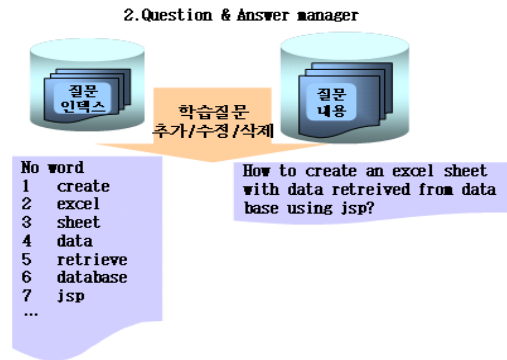 2.Question & Answer manager
질문
인덱스
질문
내용
학습질문
추가/수정/삭제
No word
1 create
2 excel
3 sheet
4 data
5 retrieve
6 database
7 jsp
...
How to create an excel sheet
with data retreived from data
base using jsp?